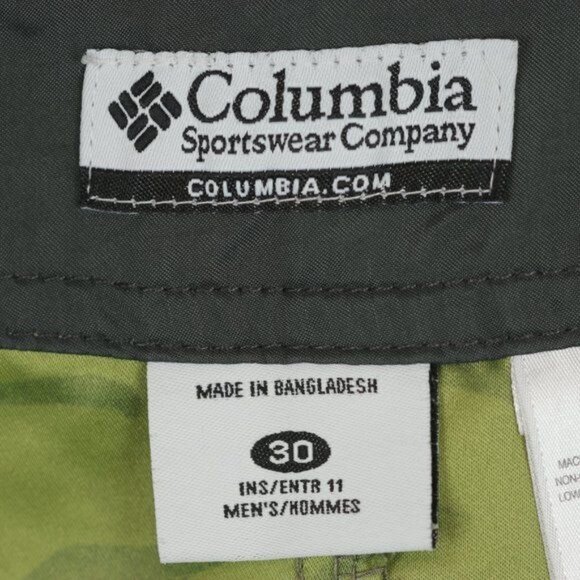 Columbia
Sportswear Company
COLUMBIA.COM
MADE IN BANGLADESH
30
INS/ENTR 11
MEN'S/HOMMES